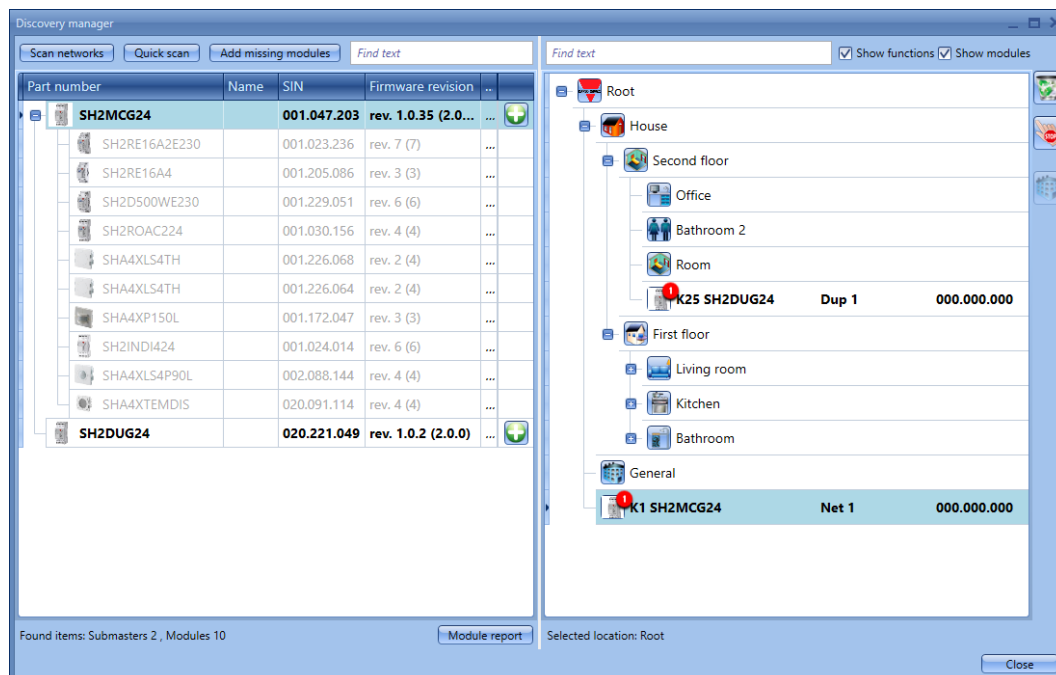 Discovery manager
Scan networks Quick scan Add missing modules Find text
Part number Name SIN Firmware revision ..
SH2MCG24 001.047.203 rev. 1.0.35 (2.0... ...
SH2RE16A2E230 001.023.236 rev. 7 (7) ...
SH2RE16A4 001.205.086 rev. 3 (3) ...
SH2D500WE230 001.229.051 rev. 6 (6) ...
SH2ROAC224 001.030.156 rev. 4 (4) ...
SHA4XLS4TH 001.226.068 rev. 2 (4) ...
SHA4XLS4TH 001.226.064 rev. 2 (4) ...
SHA4XP150L 001.172.047 rev. 3 (3) ...
SH2INDI424 001.024.014 rev. 6 (6) ...
SHA4XLS4P90L 002.088.144 rev. 4 (4) ...
SHA4XTEMDIS 020.091.114 rev. 4 (4) ...
SH2DUG24 020.221.049 rev. 1.0.2 (2.0.0) ...
Found items: Submasters 2 , Modules 10 Module report
Find text Show functions Show modules
Root
House
Second floor
Office
Bathroom 2
Room
1 K25 SH2DUG24 Dup 1 000.000.000
First floor
Living room
Kitchen
Bathroom
General
1 K1 SH2MCG24 Net 1 000.000.000
STOP
Selected location: Root
Close